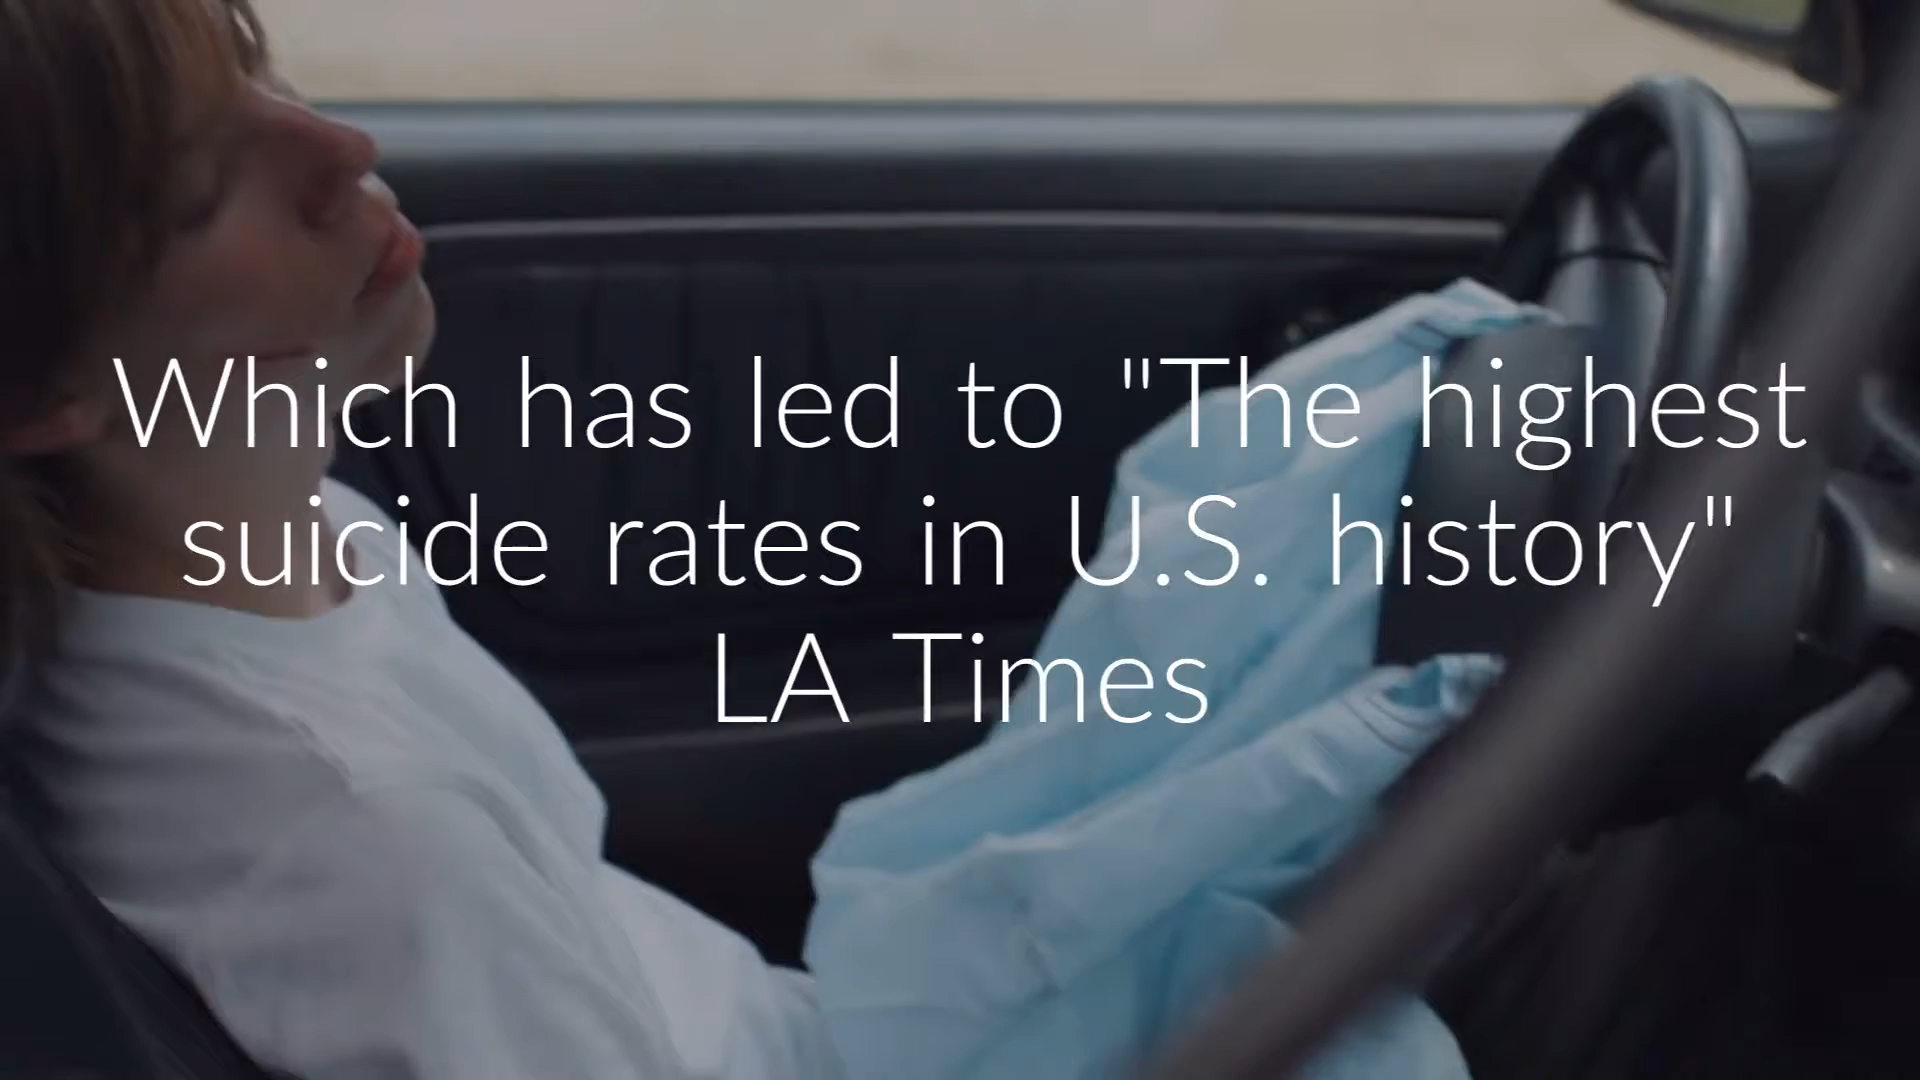 Which has led to "The highest
suicide rates in U.S. history"
LA Times